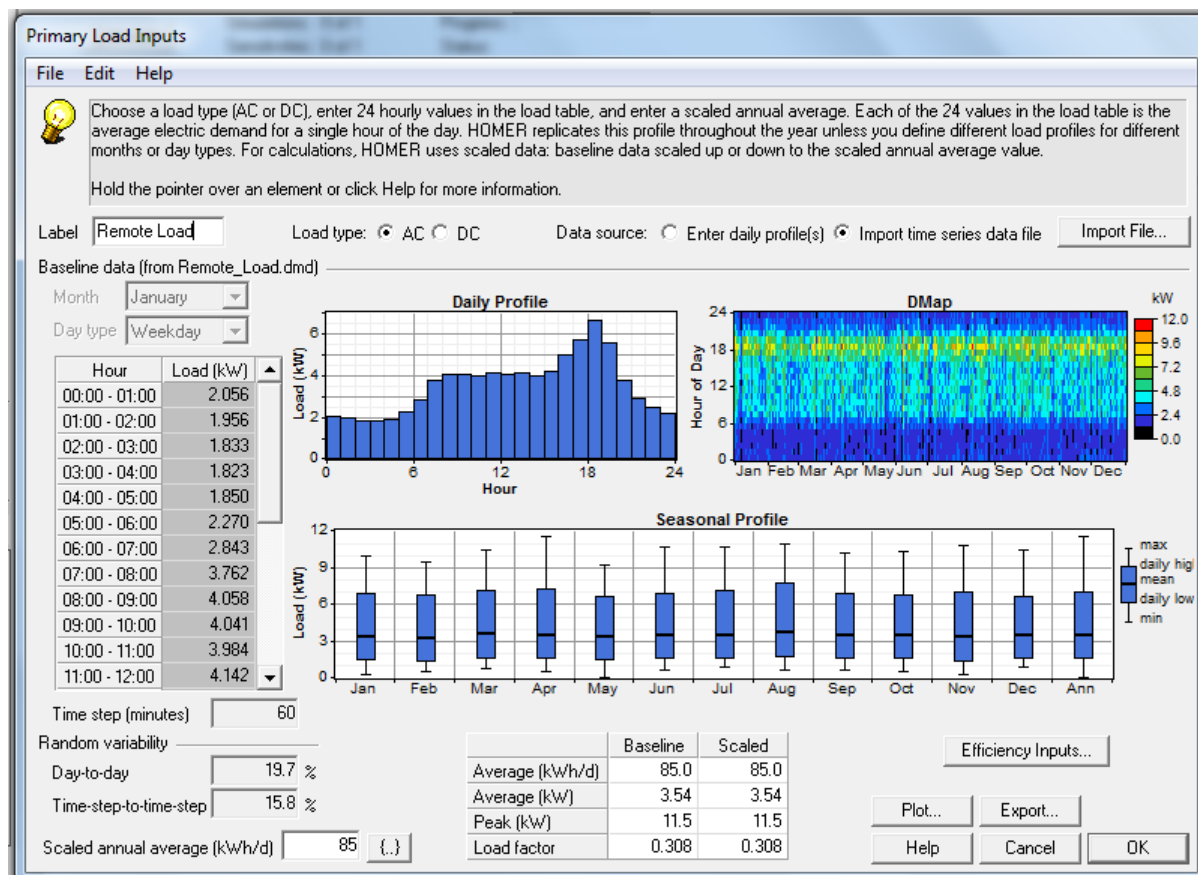 Primary Load Inputs
File Edit Help
Choose a load type (AC or DC), enter 24 hourly values in the load table, and enter a scaled annual average. Each of the 24 values in the load table is the
average electric demand for a single hour of the day. HOMER replicates this profile throughout the year unless you define different load profiles for different
months or day types. For calculations, HOMER uses scaled data: baseline data scaled up or down to the scaled annual average value.
Hold the pointer over an element or click Help for more information.
Label Remote Load Load type: AC DC Data source: Enter daily profile(s) Import time series data file Import File...
Baseline data (from Remote_Load.dmd)
Month January
Day type Weekday
Hour Load (kW)
00:00 - 01:00 2.056
01:00 - 02:00 1.956
02:00 - 03:00 1.833
03:00 - 04:00 1.823
04:00 - 05:00 1.850
05:00 - 06:00 2.270
06:00 - 07:00 2.843
07:00 - 08:00 3.762
08:00 - 09:00 4.058
09:00 - 10:00 4.041
10:00 - 11:00 3.984
11:00 - 12:00 4.142
Daily Profile
Load (kW)
6
4
2
0
0 6 12 18 24
Hour
DMap
Hour of Day
24
18
12
6
0
Jan Feb Mar Apr May Jun Jul Aug Sep Oct Nov Dec
kW
12.0
9.6
7.2
4.8
2.4
0.0
Seasonal Profile
Load (kW)
12
9
6
3
0
Jan Feb Mar Apr May Jun Jul Aug Sep Oct Nov Dec Ann
max
daily hig
mean
daily low
min
Time step (minutes) 60
Random variability
Day-to-day 19.7 %
Time-step-to-time-step 15.8 %
Scaled annual average (kWh/d) 85 {..}
Baseline Scaled
Average (kWh/d) 85.0 85.0
Average (kW) 3.54 3.54
Peak (kW) 11.5 11.5
Load factor 0.308 0.308
Efficiency Inputs...
Plot... Export...
Help Cancel OK